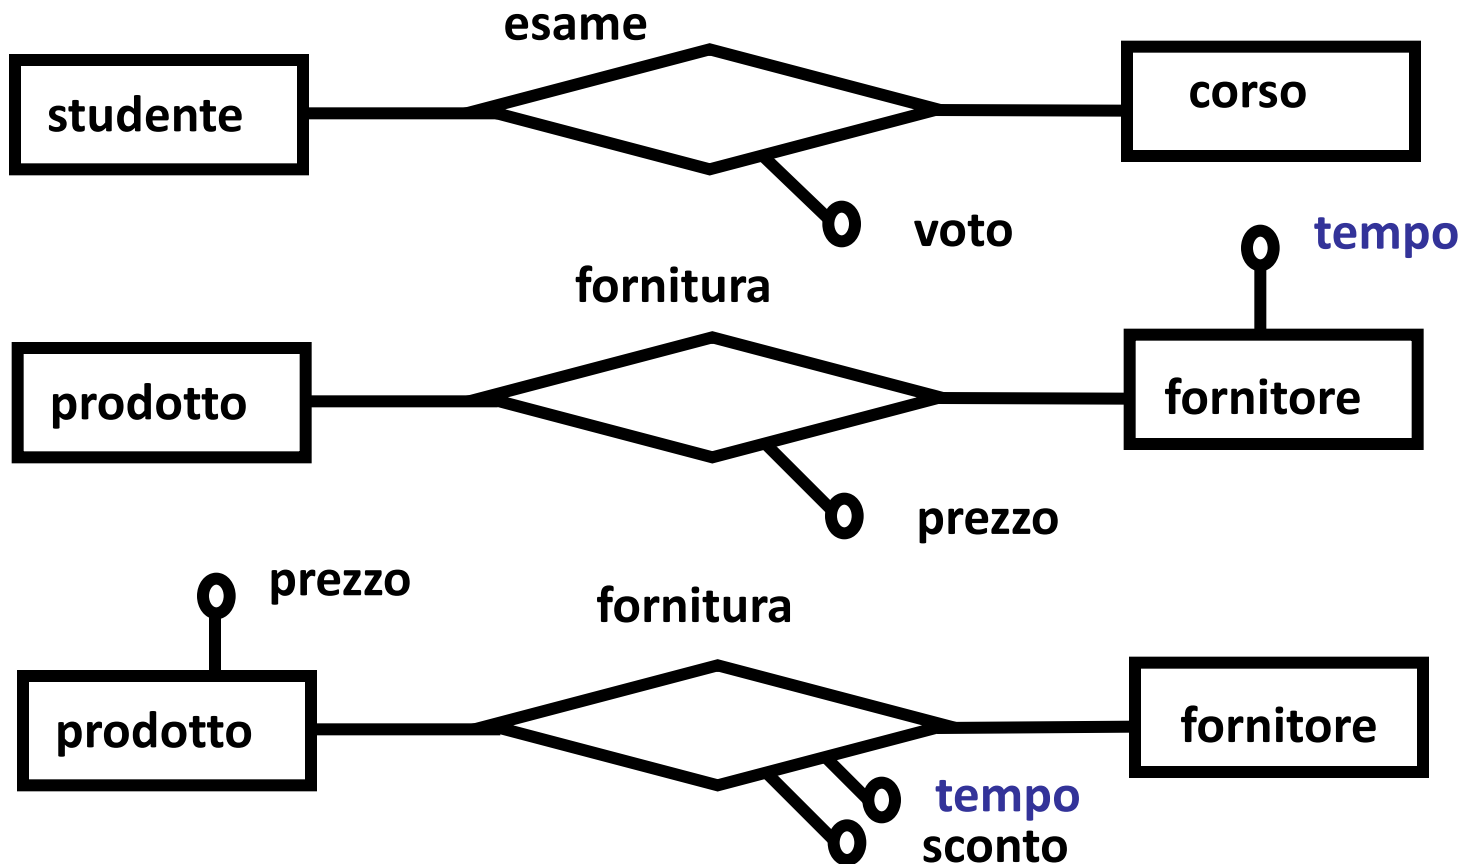 esame
studente
corso
voto
tempo
fornitura
prodotto
fornitore
prezzo
prezzo
fornitura
prodotto
fornitore
tempo
sconto